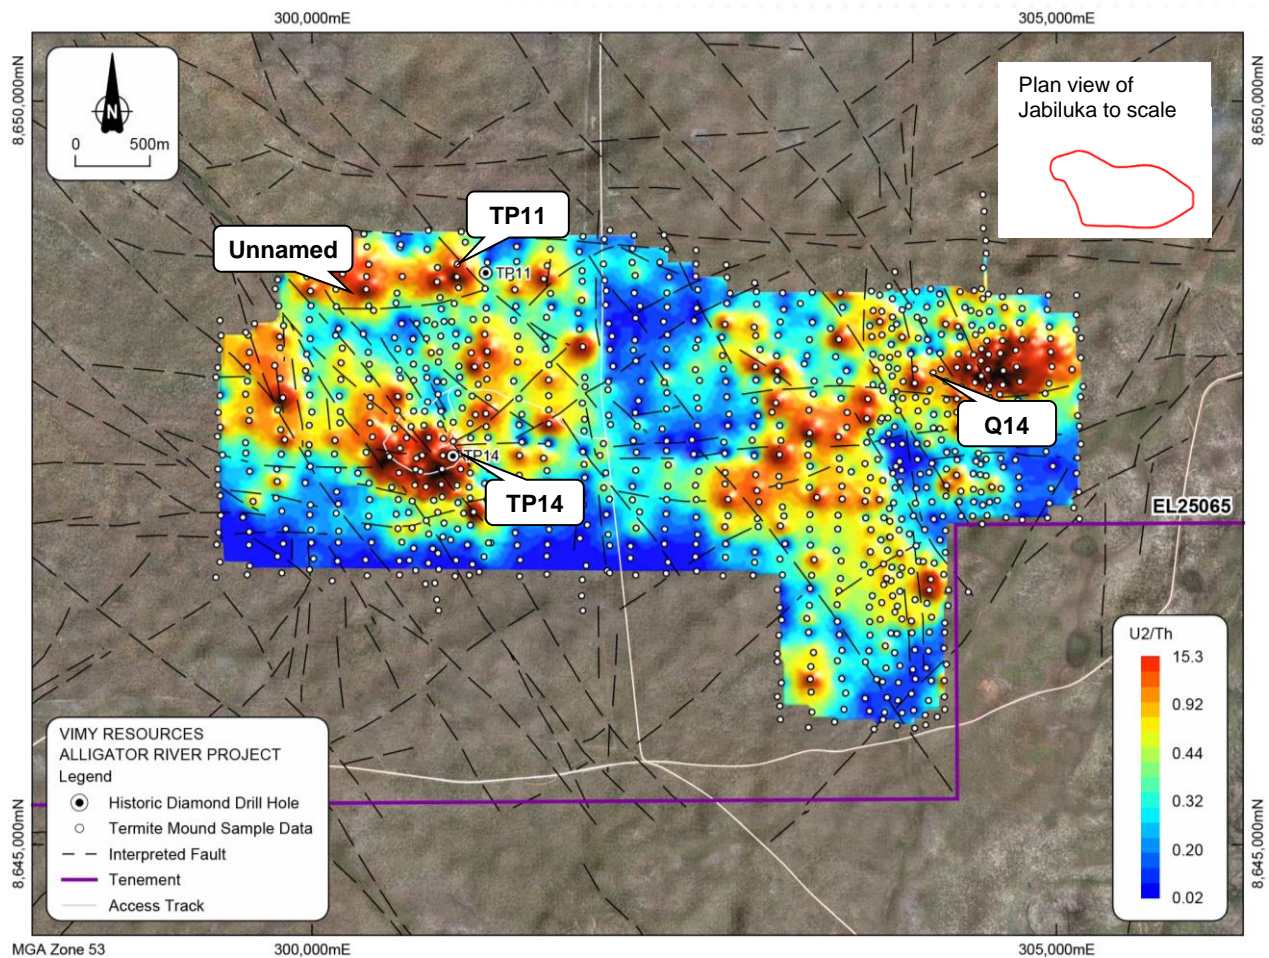 300,000mE
305,000mE
8,650,000mN
8,650,000mN
N
0
500m
Plan view of
Jabiluka to scale
TP11
Unnamed
TP11
Q14
TP14
TP14
EL25065
U2/Th
15.3
0.92
0.44
0.32
0.20
0.02
VIMY RESOURCES
ALLIGATOR RIVER PROJECT
Legend
Historic Diamond Drill Hole
Termite Mound Sample Data
Interpreted Fault
Tenement
Access Track
8,645,000mN
8,645,000mN
MGA Zone 53
300,000mE
305,000mE